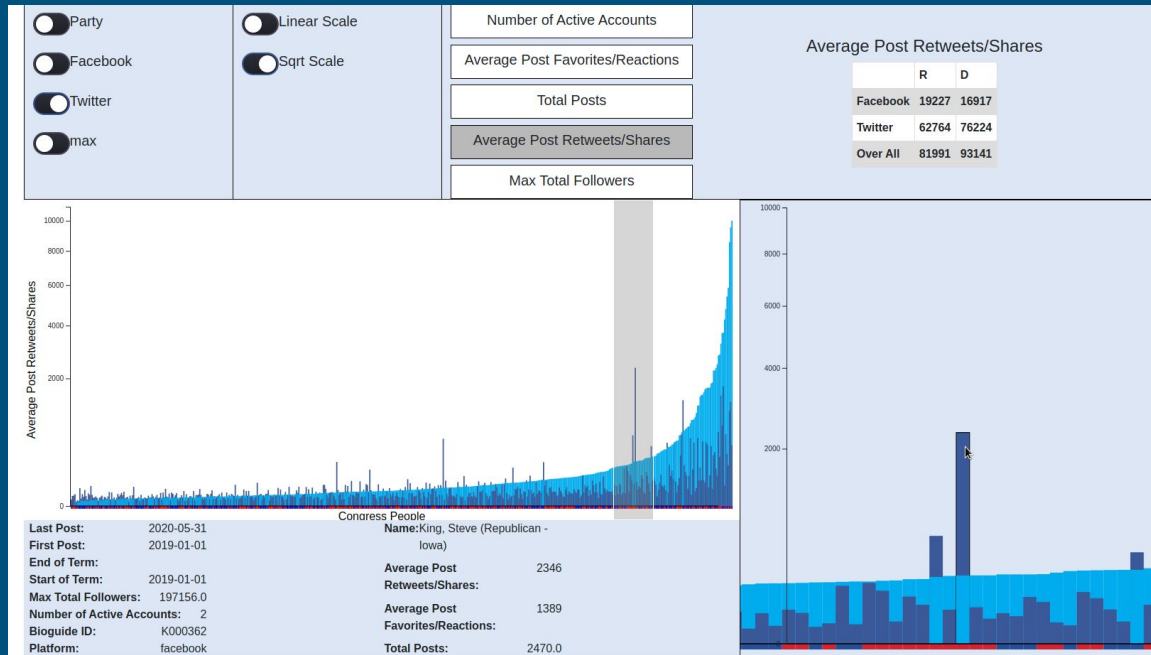 Party
Facebook
Twitter
max
Linear Scale
Sqrt Scale
Number of Active Accounts
Average Post Favorites/Reactions
Total Posts
Average Post Retweets/Shares
Max Total Followers
Average Post Retweets/Shares
R D
Facebook 19227 16917
Twitter 62764 76224
Over All 81991 93141
Average Post Retweets/Shares
10000
8000
6000
4000
2000
0
Congress People
10000
8000
6000
4000
2000
Last Post: 2020-05-31
First Post: 2019-01-01
End of Term:
Start of Term: 2019-01-01
Max Total Followers: 197156.0
Number of Active Accounts: 2
Bioguide ID: K000362
Platform: facebook
Name:King, Steve (Republican -
Iowa)
Average Post 2346
Retweets/Shares:
Average Post 1389
Favorites/Reactions:
Total Posts: 2470.0